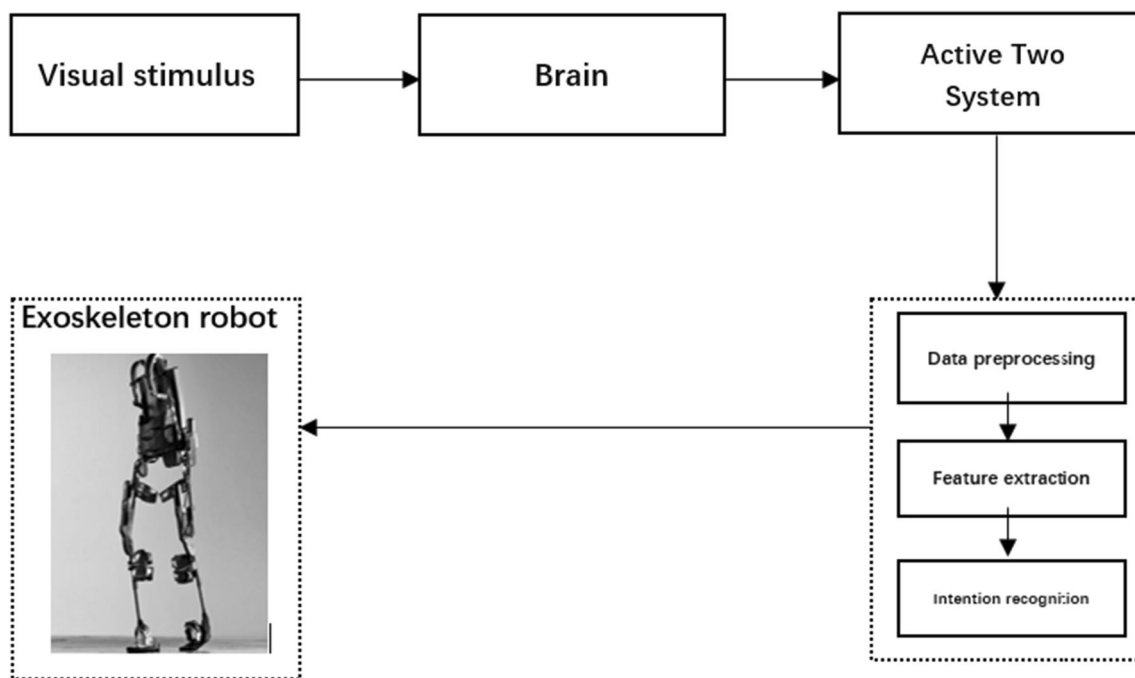 Visual stimulus
Brain
Active Two
System
Exoskeleton robot
Data preprocessing
Feature extraction
Intention recognition